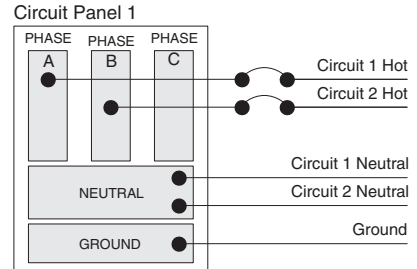 Circuit Panel 1
PHASE PHASE PHASE
A B C
Circuit 1 Hot
Circuit 2 Hot
Circuit 1 Neutral
NEUTRAL
Circuit 2 Neutral
Ground
GROUND